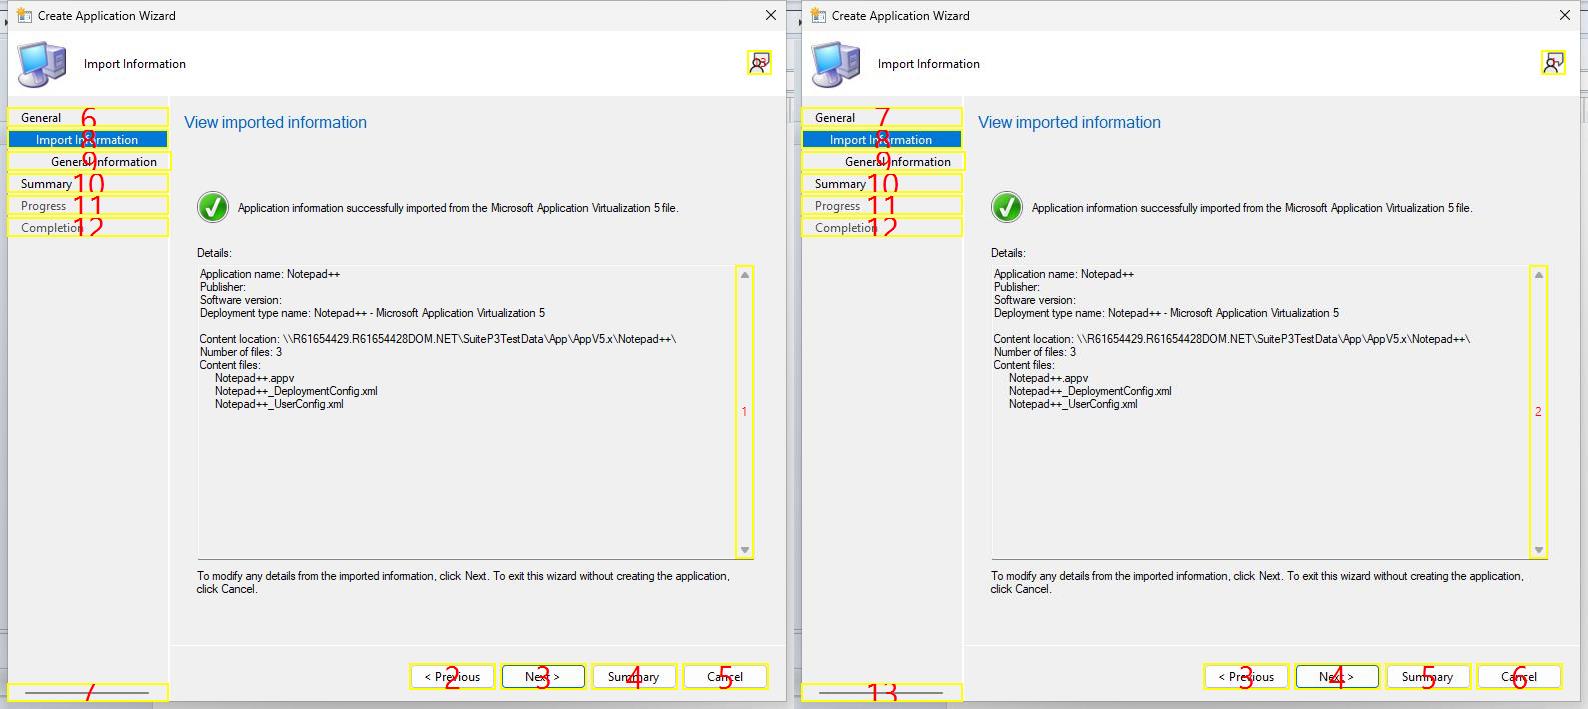 Create Application Wizard
Import Information
13
General 6
Import Information 8
General Information 9
Summary 10
Progress 11
Completion 12
7
View imported information
Application information successfully imported from the Microsoft Application Virtualization 5 file.
Details:
Application name: Notepad++
Publisher:
Software version:
Deployment type name: Notepad++ - Microsoft Application Virtualization 5
Content location: \\R61654429.R61654428DOM.NET\SuiteP3TestData\App\AppV5.x\Notepad++\
Number of files: 3
Content files:
Notepad++.appv
Notepad++_DeploymentConfig.xml
Notepad++_UserConfig.xml
1
To modify any details from the imported information, click Next. To exit this wizard without creating the application,
click Cancel.
< Previous 2
Next > 3
Summary 4
Cancel 5
Create Application Wizard
Import Information
General 7
Import Information 8
General Information 9
Summary 10
Progress 11
Completion 12
13
View imported information
Application information successfully imported from the Microsoft Application Virtualization 5 file.
Details:
Application name: Notepad++
Publisher:
Software version:
Deployment type name: Notepad++ - Microsoft Application Virtualization 5
Content location: \\R61654429.R61654428DOM.NET\SuiteP3TestData\App\AppV5.x\Notepad++\
Number of files: 3
Content files:
Notepad++.appv
Notepad++_DeploymentConfig.xml
Notepad++_UserConfig.xml
2
To modify any details from the imported information, click Next. To exit this wizard without creating the application,
click Cancel.
< Previous 3
Next > 4
Summary 5
Cancel 6